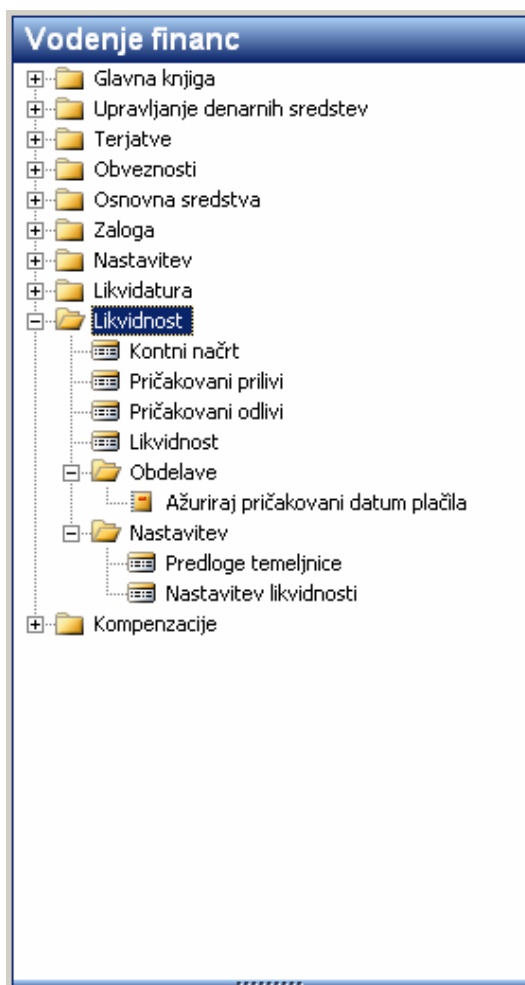 Vodenje financ
Glavna knjiga
Upravljanje denarnih sredstev
Terjatve
Obveznosti
Osnovna sredstva
Zaloga
Nastavitev
Likvidatura
Likvidnost
Kontni načrt
Pričakovani prilivi
Pričakovani odlivi
Likvidnost
Obdelave
Ažuriraj pričakovani datum plačila
Nastavitev
Predloge temeljnice
Nastavitev likvidnosti
Kompenzacije